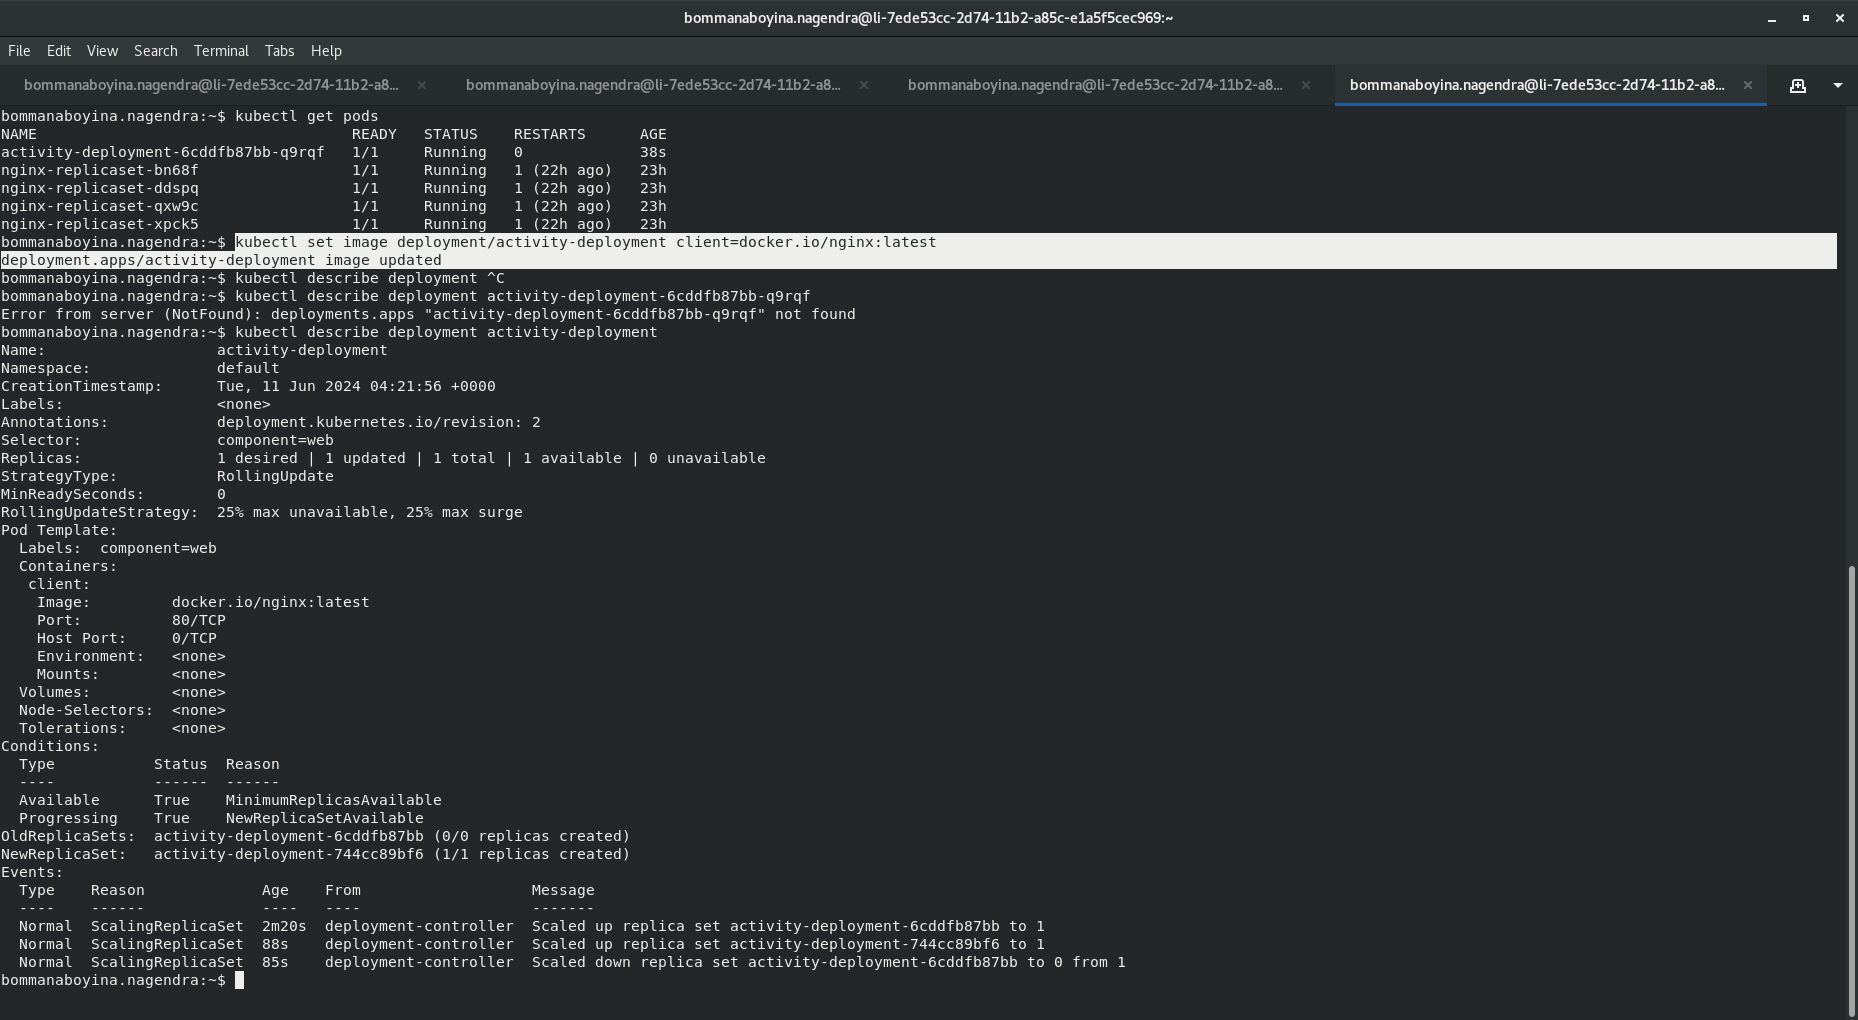 bommanaboyina.nagendra@li-7ede53cc-2d74-11b2-a85c-e1a5f5cec969:~
File Edit View Search Terminal Tabs Help
bommanaboyina.nagendra@li-7ede53cc-2d74-11b2-a8... bommanaboyina.nagendra@li-7ede53cc-2d74-11b2-a8... bommanaboyina.nagendra@li-7ede53cc-2d74-11b2-a8... bommanaboyina.nagendra@li-7ede53cc-2d74-11b2-a8...
bommanaboyina.nagendra:~$ kubectl get pods
NAME                                   READY   STATUS    RESTARTS      AGE
activity-deployment-6cddfb87bb-q9rqf   1/1     Running   0             38s
nginx-replicaset-bn68f                 1/1     Running   1 (22h ago)   23h
nginx-replicaset-ddspq                 1/1     Running   1 (22h ago)   23h
nginx-replicaset-qxw9c                 1/1     Running   1 (22h ago)   23h
nginx-replicaset-xpck5                 1/1     Running   1 (22h ago)   23h
bommanaboyina.nagendra:~$ kubectl set image deployment/activity-deployment client=docker.io/nginx:latest
deployment.apps/activity-deployment image updated
bommanaboyina.nagendra:~$ kubectl describe deployment ^C
bommanaboyina.nagendra:~$ kubectl describe deployment activity-deployment-6cddfb87bb-q9rqf
Error from server (NotFound): deployments.apps "activity-deployment-6cddfb87bb-q9rqf" not found
bommanaboyina.nagendra:~$ kubectl describe deployment activity-deployment
Name:                   activity-deployment
Namespace:              default
CreationTimestamp:      Tue, 11 Jun 2024 04:21:56 +0000
Labels:                 <none>
Annotations:            deployment.kubernetes.io/revision: 2
Selector:               component=web
Replicas:               1 desired | 1 updated | 1 total | 1 available | 0 unavailable
StrategyType:           RollingUpdate
MinReadySeconds:        0
RollingUpdateStrategy:  25% max unavailable, 25% max surge
Pod Template:
  Labels:  component=web
  Containers:
   client:
    Image:         docker.io/nginx:latest
    Port:          80/TCP
    Host Port:     0/TCP
    Environment:   <none>
    Mounts:        <none>
  Volumes:         <none>
  Node-Selectors:  <none>
  Tolerations:     <none>
Conditions:
  Type           Status  Reason
  ----           ------  ------
  Available      True    MinimumReplicasAvailable
  Progressing    True    NewReplicaSetAvailable
OldReplicaSets:  activity-deployment-6cddfb87bb (0/0 replicas created)
NewReplicaSet:   activity-deployment-744cc89bf6 (1/1 replicas created)
Events:
  Type    Reason             Age    From                   Message
  ----    ------             ----   ----                   -------
  Normal  ScalingReplicaSet  2m20s  deployment-controller  Scaled up replica set activity-deployment-6cddfb87bb to 1
  Normal  ScalingReplicaSet  88s    deployment-controller  Scaled up replica set activity-deployment-744cc89bf6 to 1
  Normal  ScalingReplicaSet  85s    deployment-controller  Scaled down replica set activity-deployment-6cddfb87bb to 0 from 1
bommanaboyina.nagendra:~$